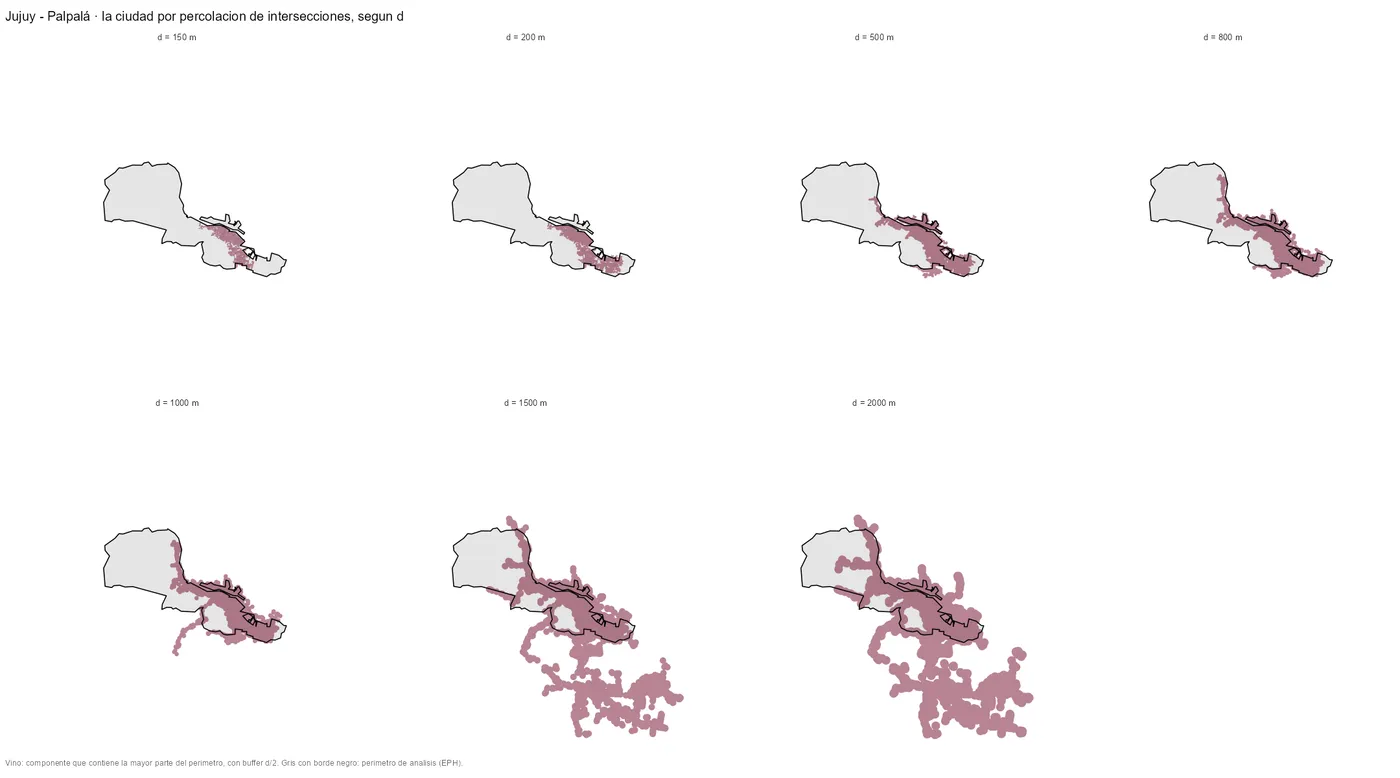 Jujuy - Palpalá · la ciudad por percolacion de intersecciones, segun d
d = 150 m
d = 200 m
d = 500 m
d = 800 m
d = 1000 m
d = 1500 m
d = 2000 m
Vino: componente que contiene la mayor parte del perimetro, con buffer d/2. Gris con borde negro: perimetro de analisis (EPH).